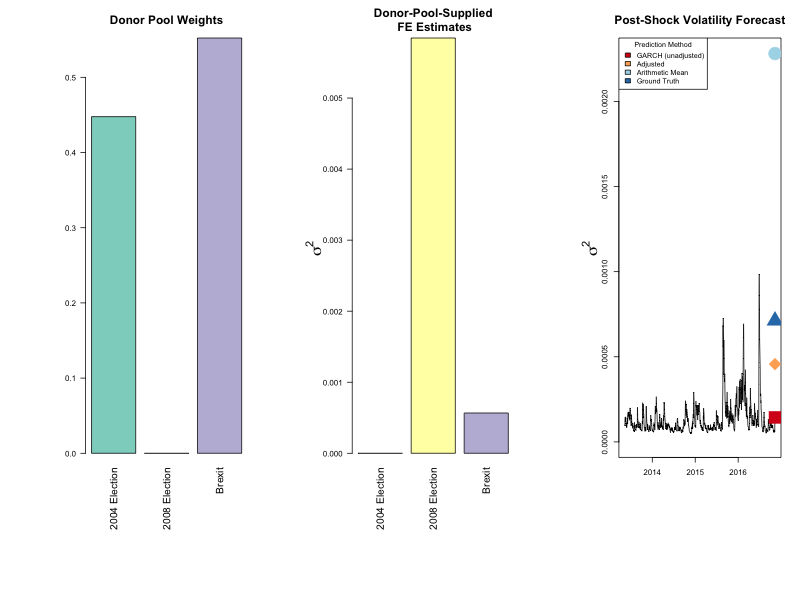 Donor Pool Weights
0.5
0.4
0.3
0.2
0.1
0.0
2004 Election
2008 Election
Brexit
Donor-Pool-Supplied
FE Estimates
σ²
0.005
0.004
0.003
0.002
0.001
0.000
2004 Election
2008 Election
Brexit
Post-Shock Volatility Forecast
Prediction Method
GARCH (unadjusted)
Adjusted
Arithmetic Mean
Ground Truth
σ²
0.0020
0.0015
0.0010
0.0005
0.0000
2014
2015
2016